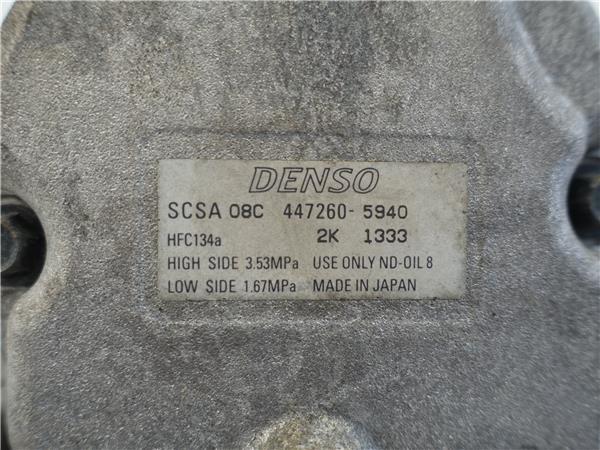 DENSO
SCSA 08C 447260-5940
HFC134a 2K 1333
HIGH SIDE 3.53MPa USE ONLY ND-OIL 8
LOW SIDE 1.67MPa MADE IN JAPAN